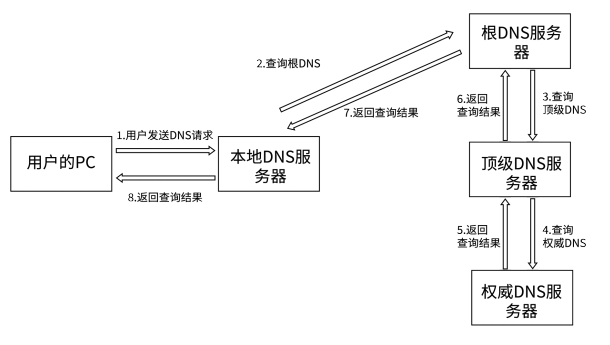 根DNS服务
器
2.查询根DNS
7.返回查询结果
6.返回
查询结果
3.查询
顶级DNS
1.用户发送DNS请求
用户的PC
本地DNS服
务器
8.返回查询结果
顶级DNS服
务器
5.返回
查询结果
4.查询
权威DNS
权威DNS服
务器